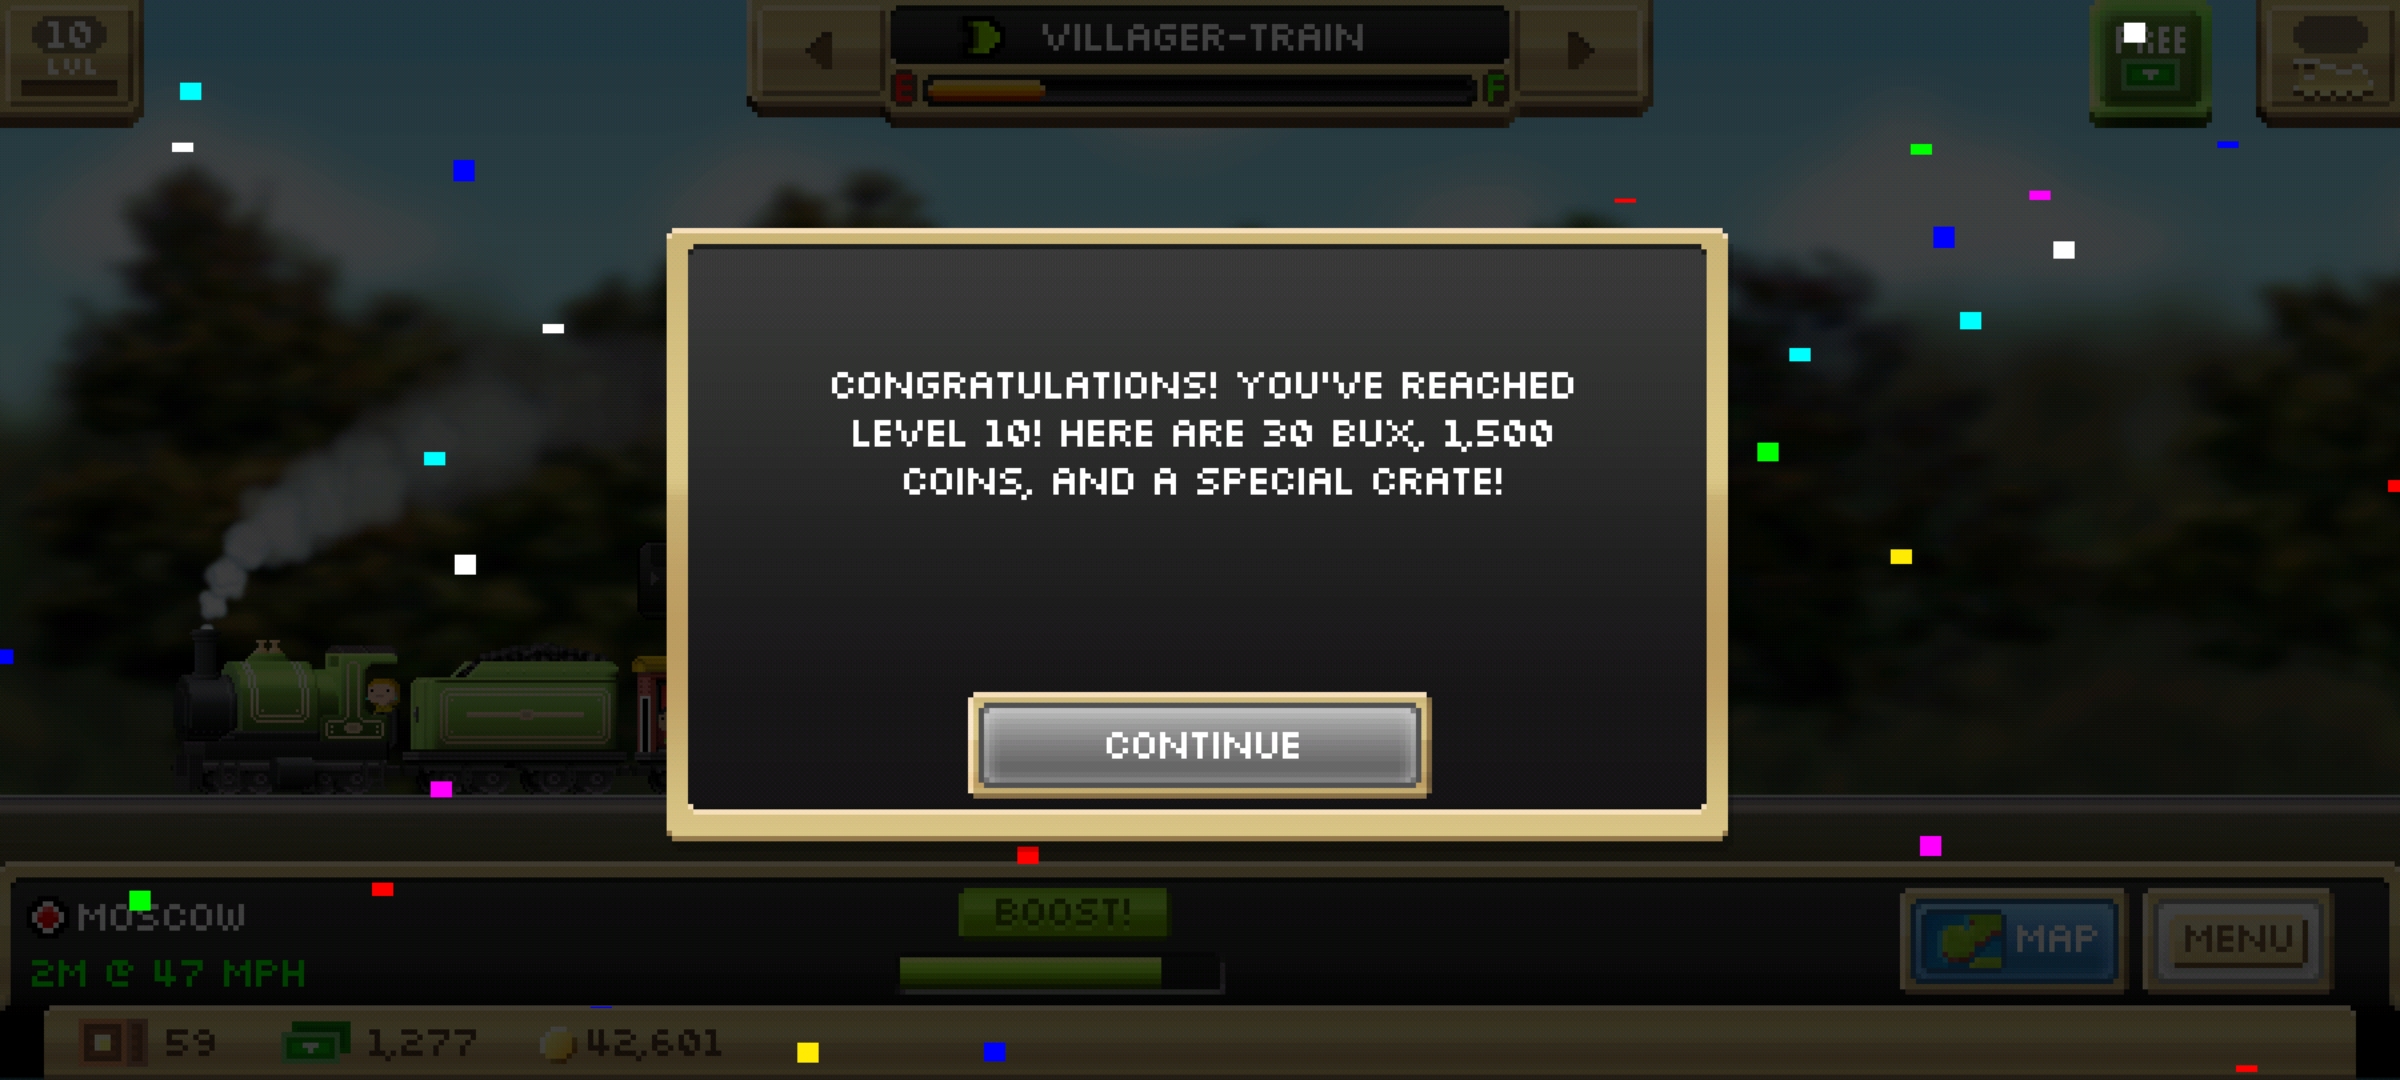 10
LVL
VILLAGER-TRAIN
E
F
FREE
CONGRATULATIONS! YOU'VE REACHED
LEVEL 10! HERE ARE 30 BUX, 1,500
COINS, AND A SPECIAL CRATE!
CONTINUE
MOSCOW
2M @ 47 MPH
BOOST!
MAP
MENU
59
1,277
42,601